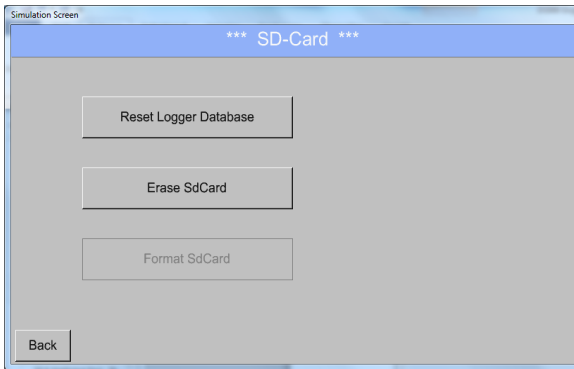 Simulation Screen
*** SD-Card ***
Reset Logger Database
Erase SdCard
Format SdCard
Back